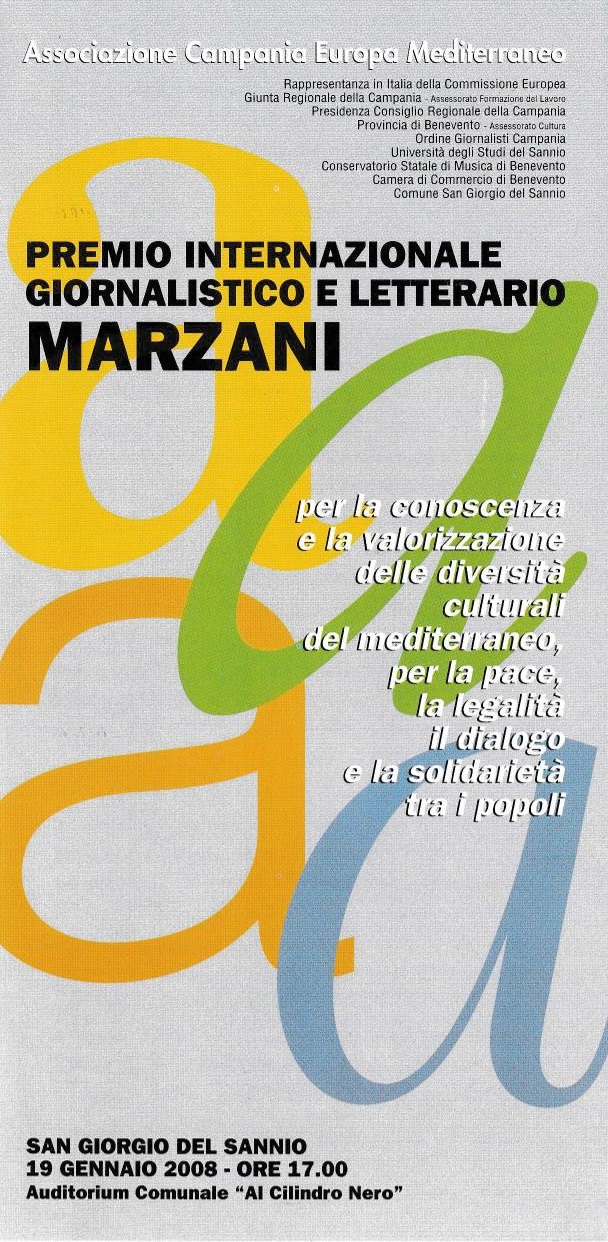 Associazione Campania Europa Mediterraneo
Rappresentanza in Italia della Commissione Europea
Giunta Regionale della Campania - Assessorato Formazione del Lavoro
Presidenza Consiglio Regionale della Campania
Provincia di Benevento - Assessorato Cultura
Ordine Giornalisti Campania
Università degli Studi del Sannio
Conservatorio Statale di Musica di Benevento
Camera di Commercio di Benevento
Comune San Giorgio del Sannio
PREMIO INTERNAZIONALE
GIORNALISTICO E LETTERARIO
MARZANI
a
a
a
a
per la conoscenza
e la valorizzazione
delle diversità
culturali
del mediterraneo,
per la pace,
la legalità
il dialogo
e la solidarietà
tra i popoli
SAN GIORGIO DEL SANNIO
19 GENNAIO 2008 - ORE 17.00
Auditorium Comunale “Al Cilindro Nero”